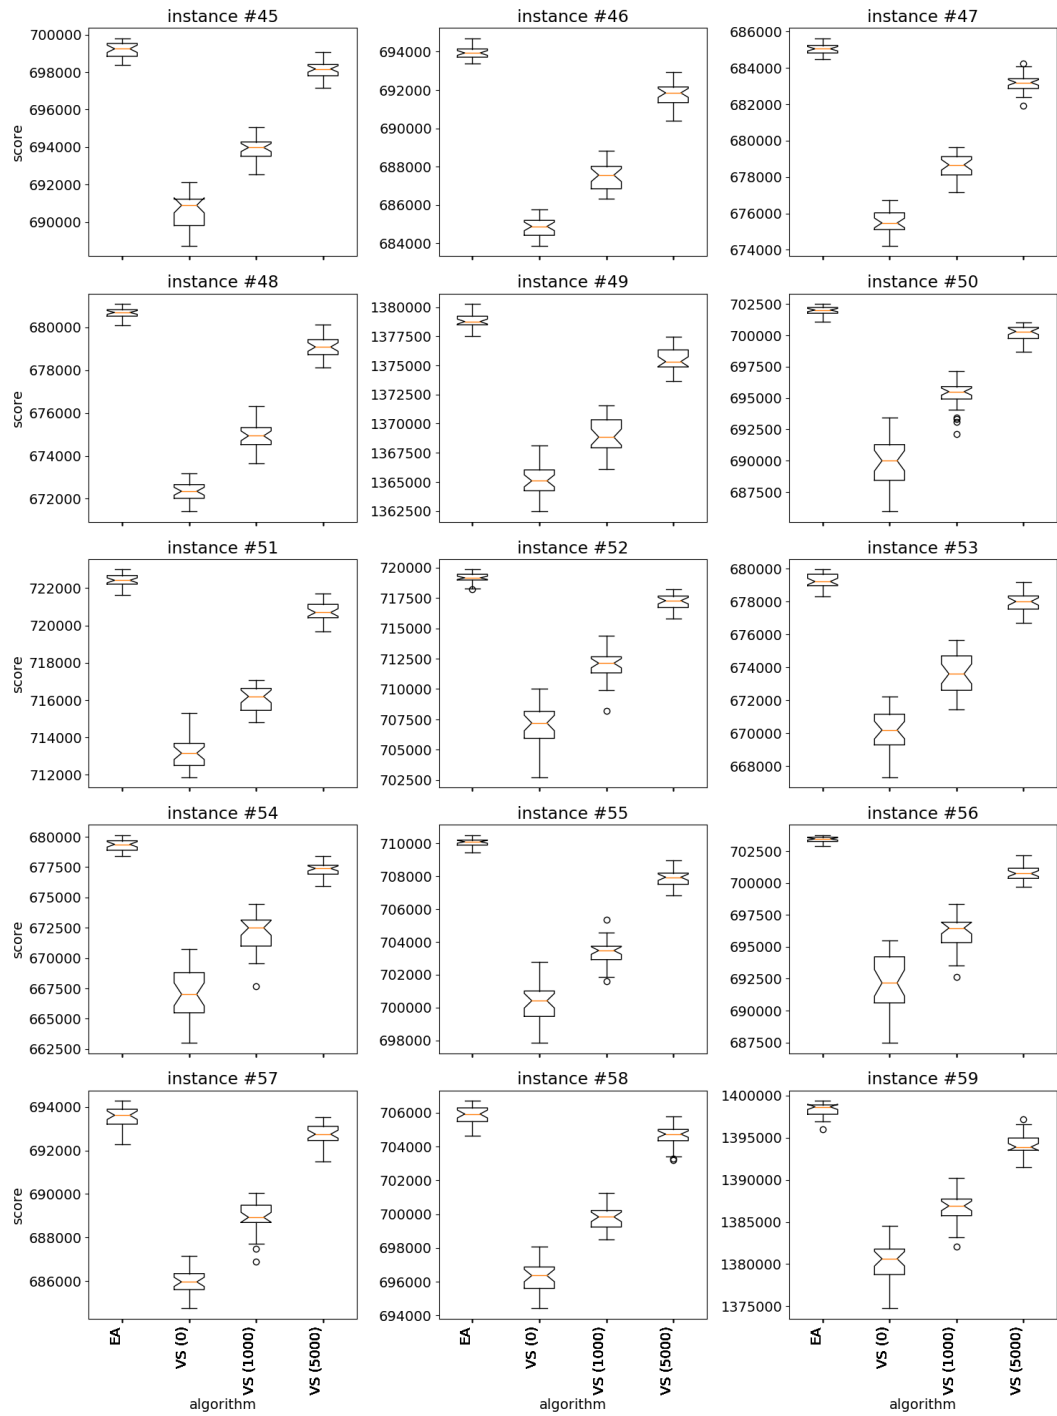 instance #45
700000
698000
696000
694000
692000
690000
score
instance #46
694000
692000
690000
688000
686000
684000
instance #47
686000
684000
682000
680000
678000
676000
674000
instance #48
680000
678000
676000
674000
672000
score
instance #49
1380000
1377500
1375000
1372500
1370000
1367500
1365000
1362500
instance #50
702500
700000
697500
695000
692500
690000
687500
instance #51
722000
720000
718000
716000
714000
712000
score
instance #52
720000
717500
715000
712500
710000
707500
705000
702500
instance #53
680000
678000
676000
674000
672000
670000
668000
instance #54
680000
677500
675000
672500
670000
667500
665000
662500
score
instance #55
710000
708000
706000
704000
702000
700000
698000
instance #56
702500
700000
697500
695000
692500
690000
687500
instance #57
694000
692000
690000
688000
686000
score
EA
VS (0)
VS (1000)
VS (5000)
algorithm
instance #58
706000
704000
702000
700000
698000
696000
694000
EA
VS (0)
VS (1000)
VS (5000)
algorithm
instance #59
1400000
1395000
1390000
1385000
1380000
1375000
EA
VS (0)
VS (1000)
VS (5000)
algorithm